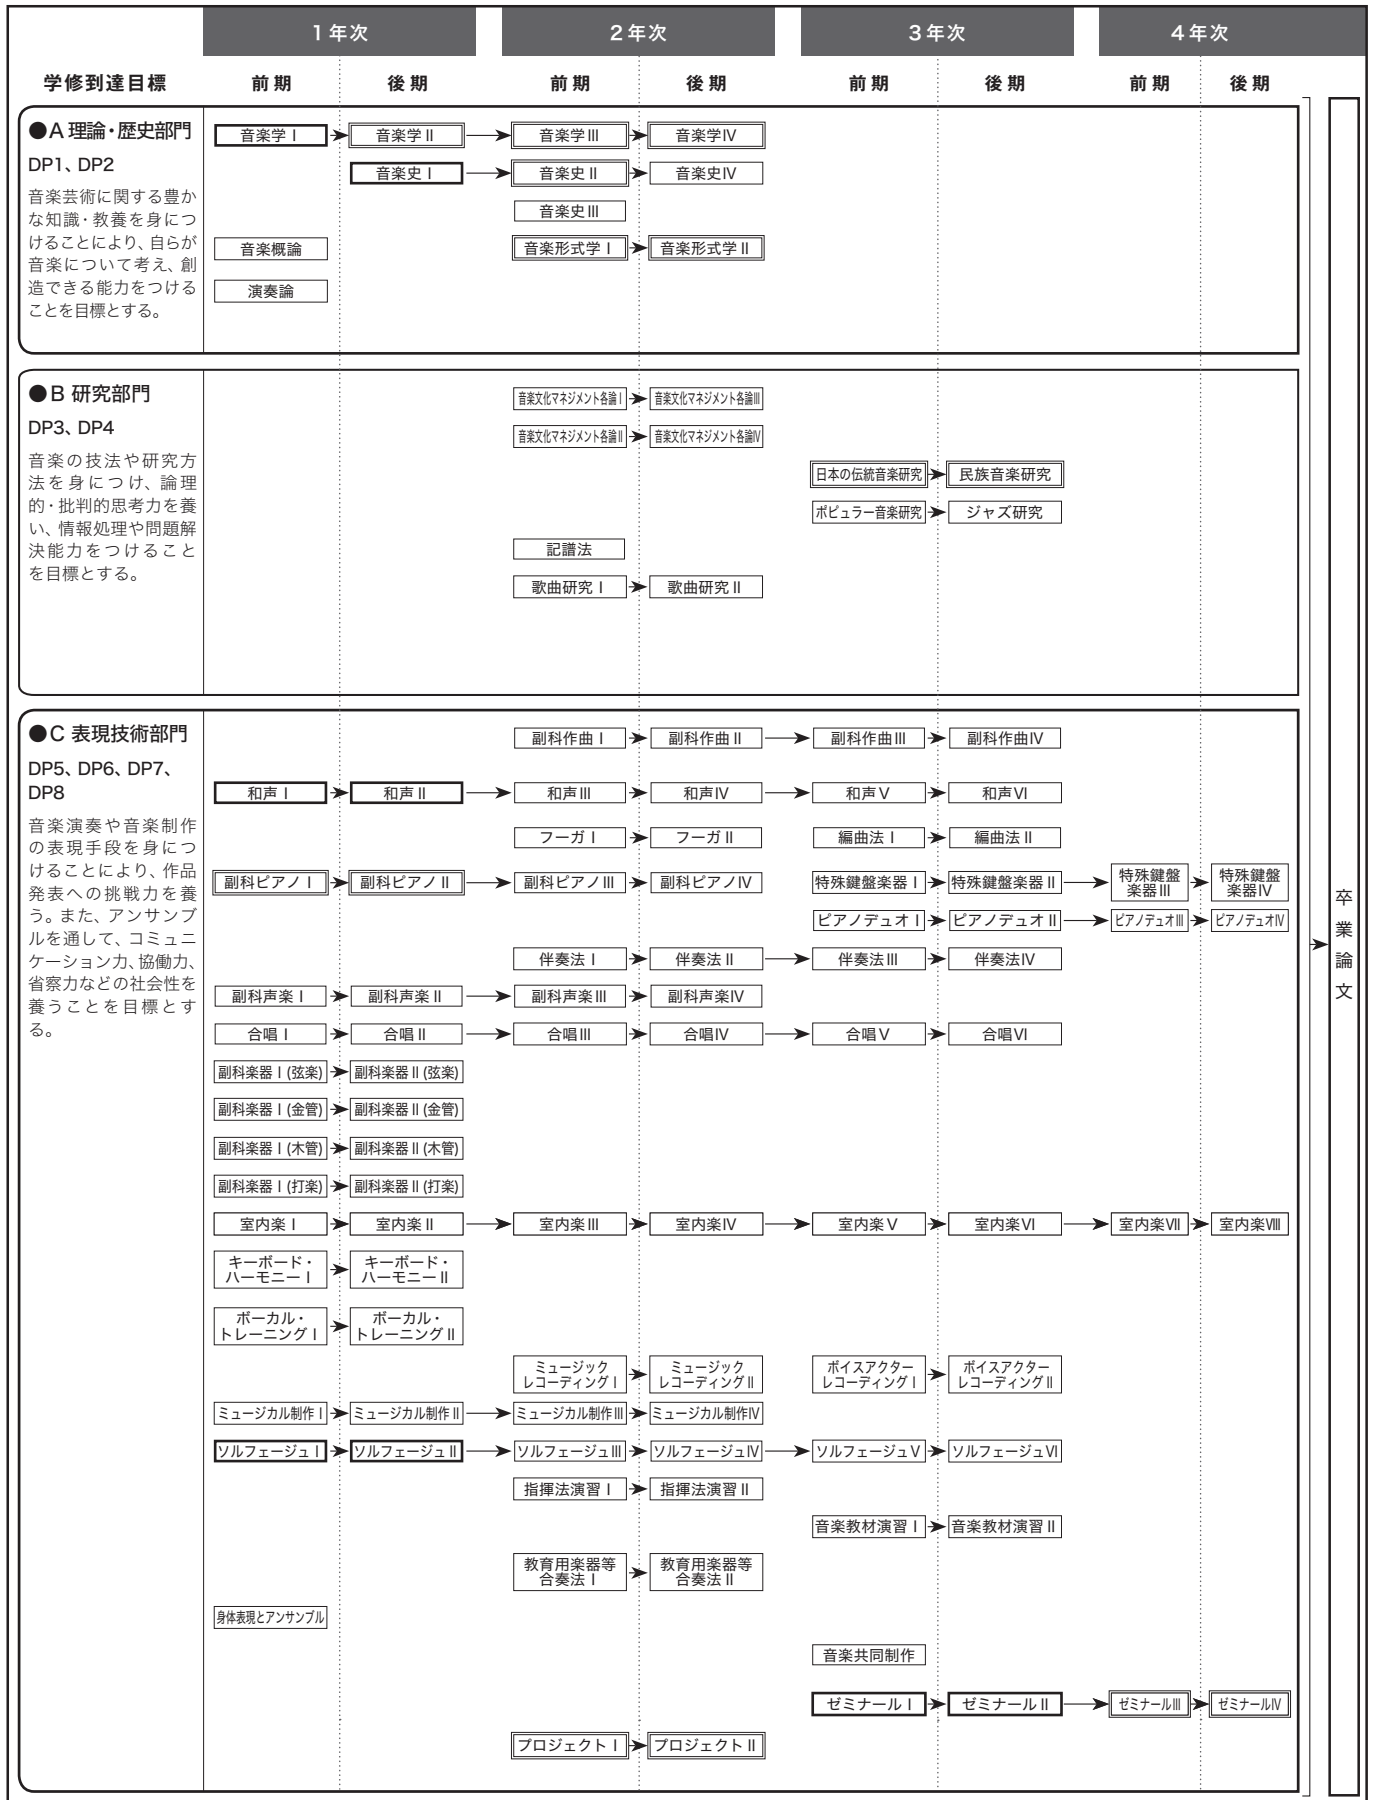 1年次 2年次 3年次 4年次
学修到達目標 前期 後期 前期 後期 前期 後期 前期 後期
●A 理論・歴史部門
DP1、DP2
音楽芸術に関する豊か
な知識・教養を身につ
けることにより、自らが
音楽について考え、創
造できる能力をつける
ことを目標とする。
音楽学Ⅰ 音楽学Ⅱ 音楽学Ⅲ 音楽学Ⅳ
音楽史Ⅰ 音楽史Ⅱ 音楽史Ⅳ
音楽史Ⅲ
音楽概論 音楽形式学Ⅰ 音楽形式学Ⅱ
演奏論
●B 研究部門
DP3、DP4
音楽の技法や研究方
法を身につけ、論理
的・批判的思考力を養
い、情報処理や問題解
決能力をつけること
を目標とする。
音楽文化マネジメント各論Ⅰ 音楽文化マネジメント各論Ⅲ
音楽文化マネジメント各論Ⅱ 音楽文化マネジメント各論Ⅳ
日本の伝統音楽研究 民族音楽研究
ポピュラー音楽研究 ジャズ研究
記譜法
歌曲研究Ⅰ 歌曲研究Ⅱ
●C 表現技術部門
DP5、DP6、DP7、
DP8
音楽演奏や音楽制作
の表現手段を身につ
けることにより、作品
発表への挑戦力を養
う。また、アンサンブ
ルを通して、コミュニ
ケーション力、協働力、
省察力などの社会性を
養うことを目標とす
る。
副科作曲Ⅰ 副科作曲Ⅱ 副科作曲Ⅲ 副科作曲Ⅳ
和声Ⅰ 和声Ⅱ 和声Ⅲ 和声Ⅳ 和声Ⅴ 和声Ⅵ
フーガⅠ フーガⅡ 編曲法Ⅰ 編曲法Ⅱ
副科ピアノⅠ 副科ピアノⅡ 副科ピアノⅢ 副科ピアノⅣ 特殊鍵盤楽器Ⅰ 特殊鍵盤楽器Ⅱ 特殊鍵盤 特殊鍵盤
楽器Ⅲ 楽器Ⅳ
ピアノデュオⅠ ピアノデュオⅡ ピアノデュオⅢ ピアノデュオⅣ
伴奏法Ⅰ 伴奏法Ⅱ 伴奏法Ⅲ 伴奏法Ⅳ
副科声楽Ⅰ 副科声楽Ⅱ 副科声楽Ⅲ 副科声楽Ⅳ
合唱Ⅰ 合唱Ⅱ 合唱Ⅲ 合唱Ⅳ 合唱Ⅴ 合唱Ⅵ
副科楽器Ⅰ(弦楽) 副科楽器Ⅱ(弦楽)
副科楽器Ⅰ(金管) 副科楽器Ⅱ(金管)
副科楽器Ⅰ(木管) 副科楽器Ⅱ(木管)
副科楽器Ⅰ(打楽) 副科楽器Ⅱ(打楽)
室内楽Ⅰ 室内楽Ⅱ 室内楽Ⅲ 室内楽Ⅳ 室内楽Ⅴ 室内楽Ⅵ 室内楽Ⅶ 室内楽Ⅷ
キーボード・ キーボード・
ハーモニーⅠ ハーモニーⅡ
ボーカル・ ボーカル・
トレーニングⅠ トレーニングⅡ
ミュージック ミュージック ボイスアクター ボイスアクター
レコーディングⅠ レコーディングⅡ レコーディングⅠ レコーディングⅡ
ミュージカル制作Ⅰ ミュージカル制作Ⅱ ミュージカル制作Ⅲ ミュージカル制作Ⅳ
ソルフェージュⅠ ソルフェージュⅡ ソルフェージュⅢ ソルフェージュⅣ ソルフェージュⅤ ソルフェージュⅥ
指揮法演習Ⅰ 指揮法演習Ⅱ
音楽教材演習Ⅰ 音楽教材演習Ⅱ
教育用楽器等 教育用楽器等
合奏法Ⅰ 合奏法Ⅱ
身体表現とアンサンブル
音楽共同制作
ゼミナールⅠ ゼミナールⅡ ゼミナールⅢ ゼミナールⅣ
プロジェクトⅠ プロジェクトⅡ
卒業論文